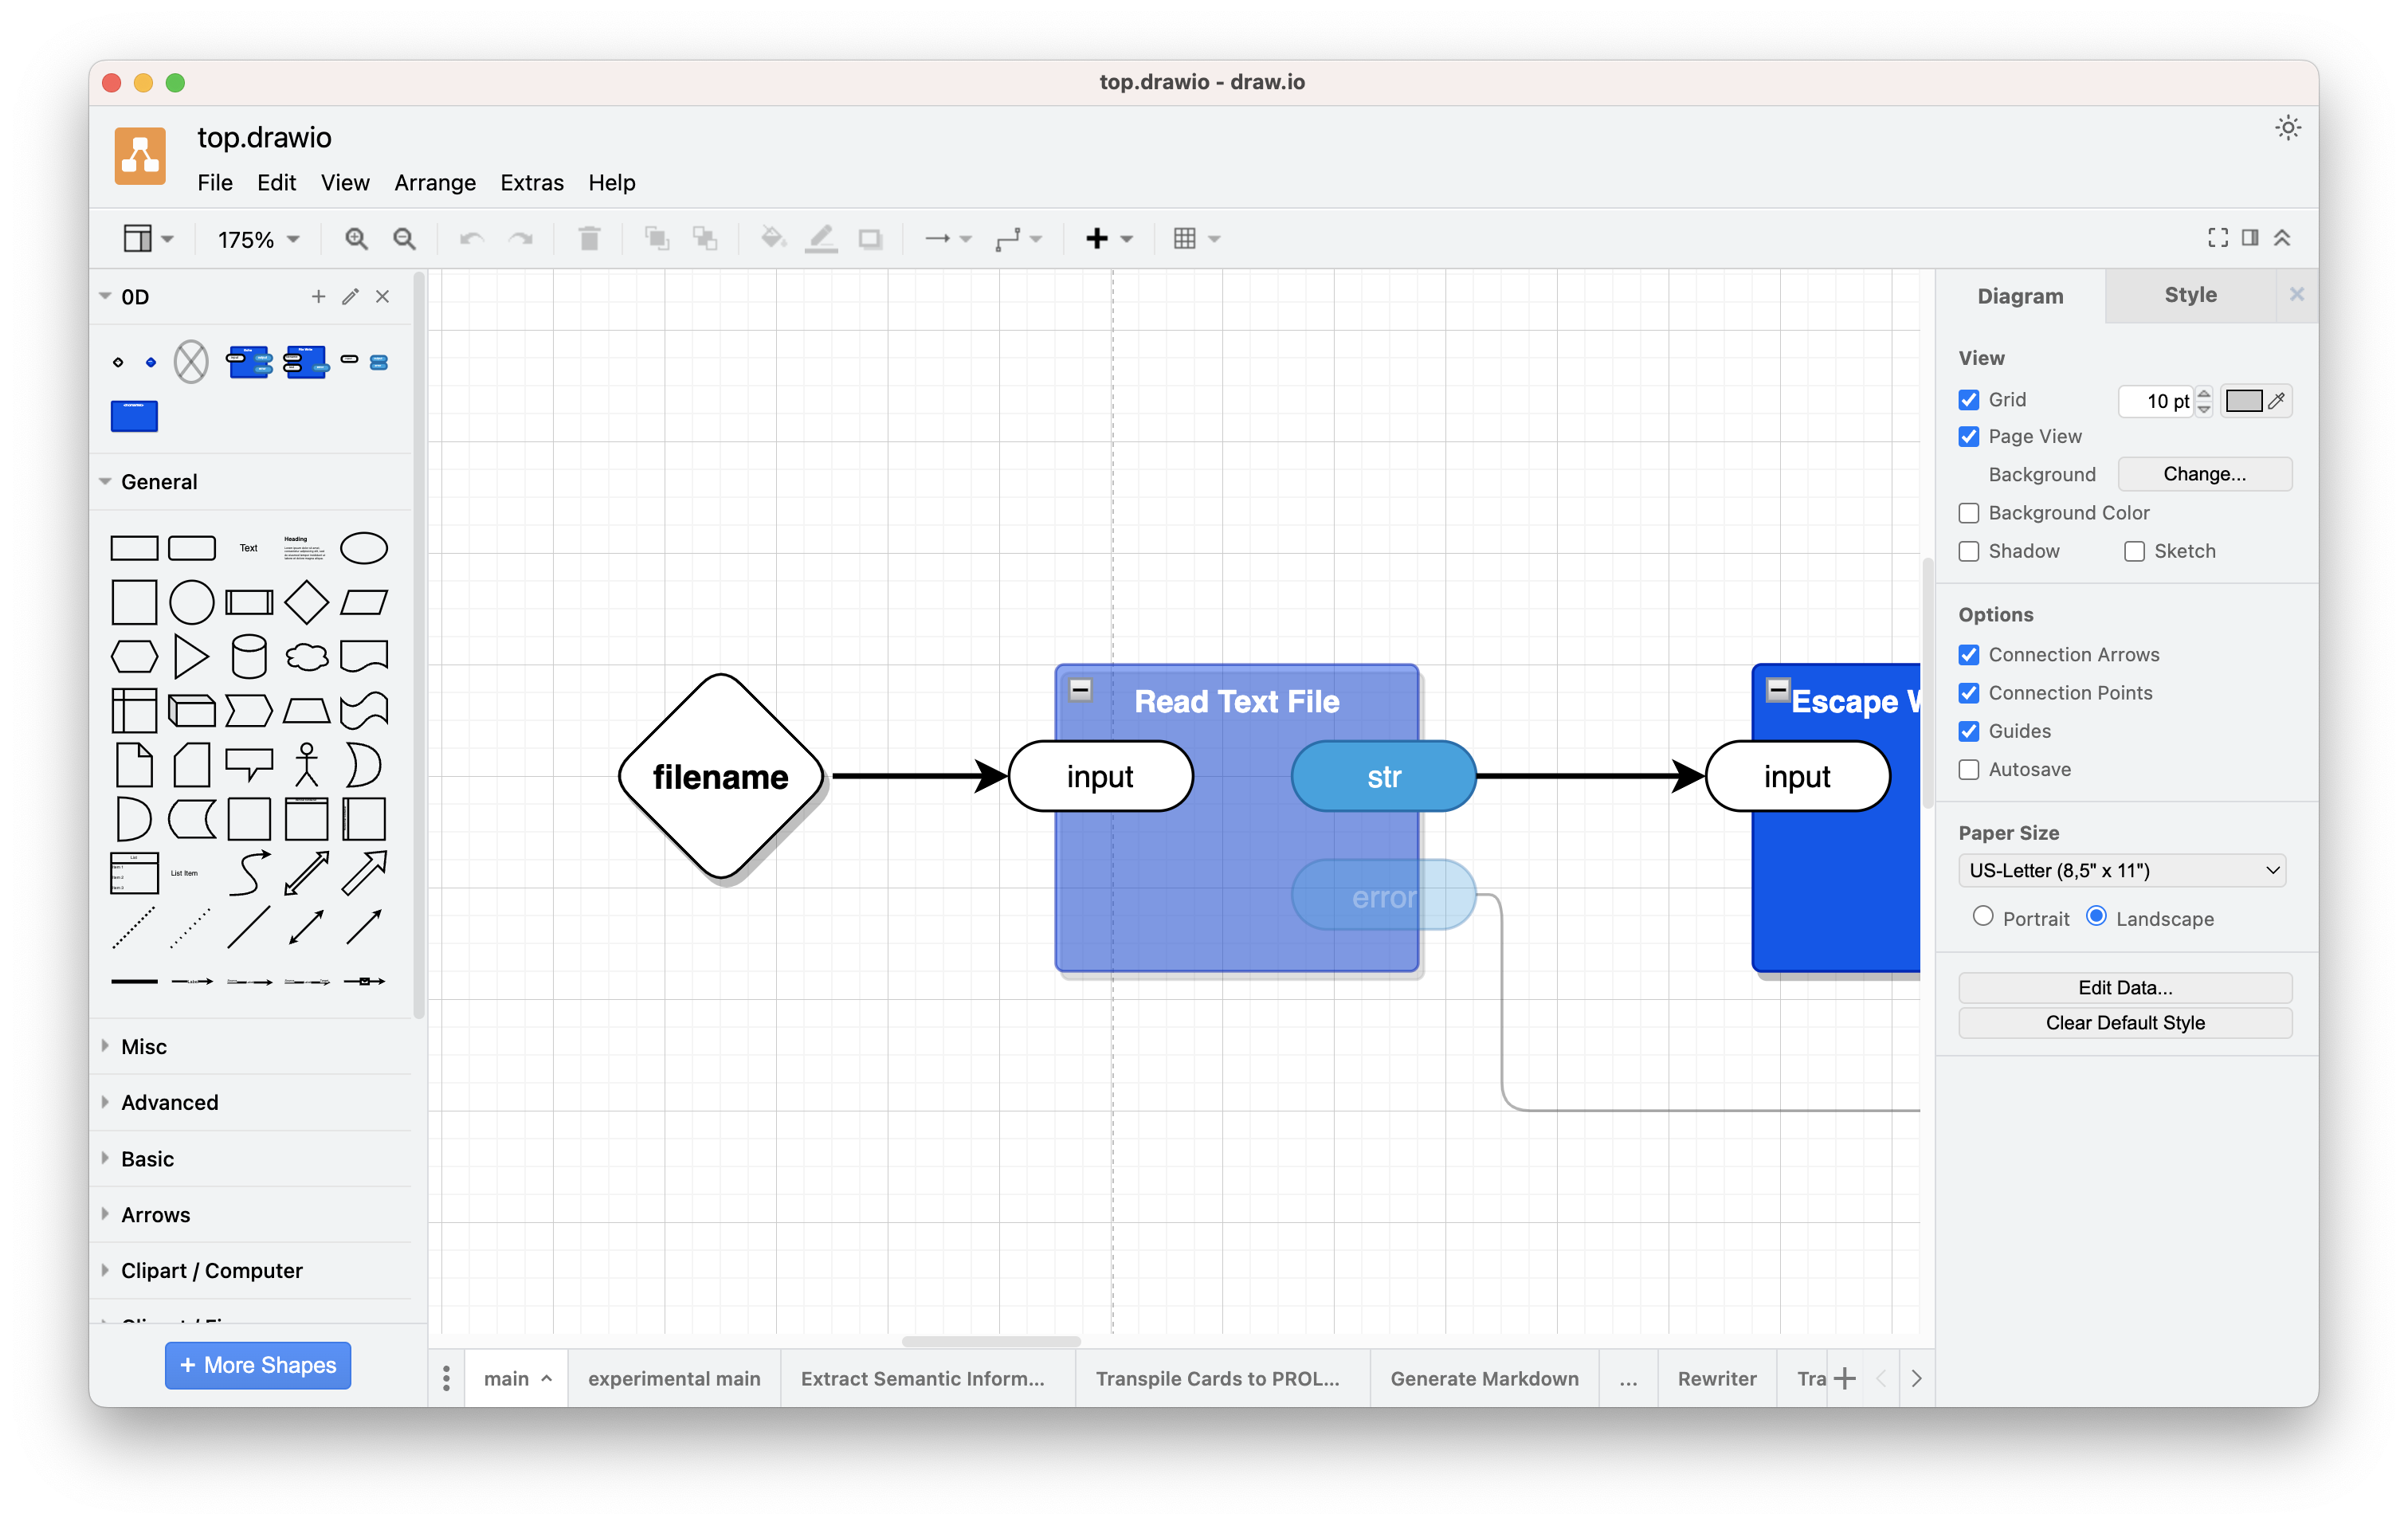 top.drawio - draw.io
top.drawio
File Edit View Arrange Extras Help
175%
0D
General
Text
Heading
List
List Item
Misc
Advanced
Basic
Arrows
Clipart / Computer
+ More Shapes
filename
Read Text File
input
str
error
Escape
input
main
experimental main
Extract Semantic Inform...
Transpile Cards to PROL...
Generate Markdown
...
Rewriter
Tra
Diagram
Style
View
Grid
10 pt
Page View
Background
Change...
Background Color
Shadow
Sketch
Options
Connection Arrows
Connection Points
Guides
Autosave
Paper Size
US-Letter (8,5" x 11")
Portrait
Landscape
Edit Data...
Clear Default Style